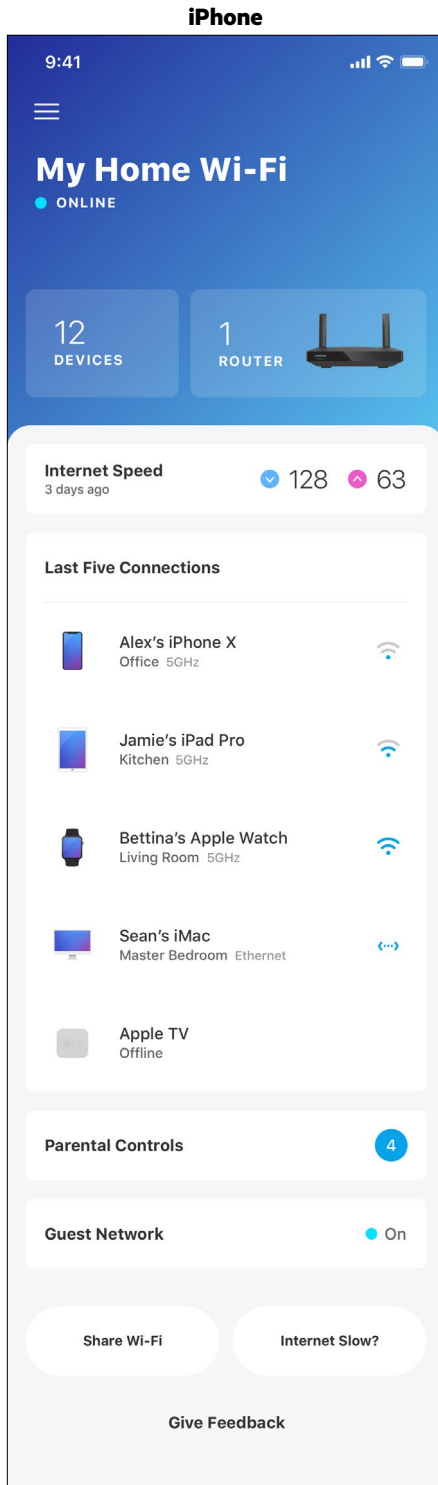 iPhone
9:41
My Home Wi-Fi
ONLINE
12
DEVICES
1
ROUTER
Internet Speed
3 days ago
128
63
Last Five Connections
Alex's iPhone X
Office 5GHz
Jamie's iPad Pro
Kitchen 5GHz
Bettina's Apple Watch
Living Room 5GHz
Sean's iMac
Master Bedroom Ethernet
Apple TV
Offline
Parental Controls
4
Guest Network
On
Share Wi-Fi
Internet Slow?
Give Feedback